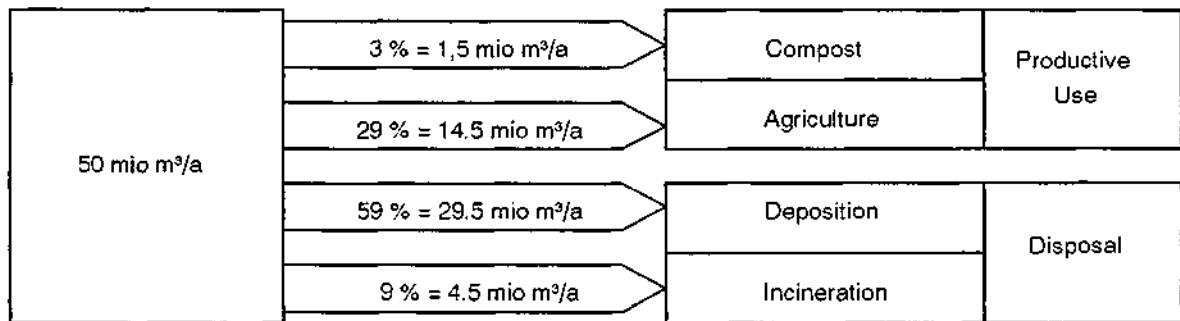 50 mio m³/a
3 % = 1,5 mio m³/a
29 % = 14.5 mio m³/a
59 % = 29.5 mio m³/a
9 % = 4.5 mio m³/a
Compost
Agriculture
Productive
Use
Deposition
Incineration
Disposal